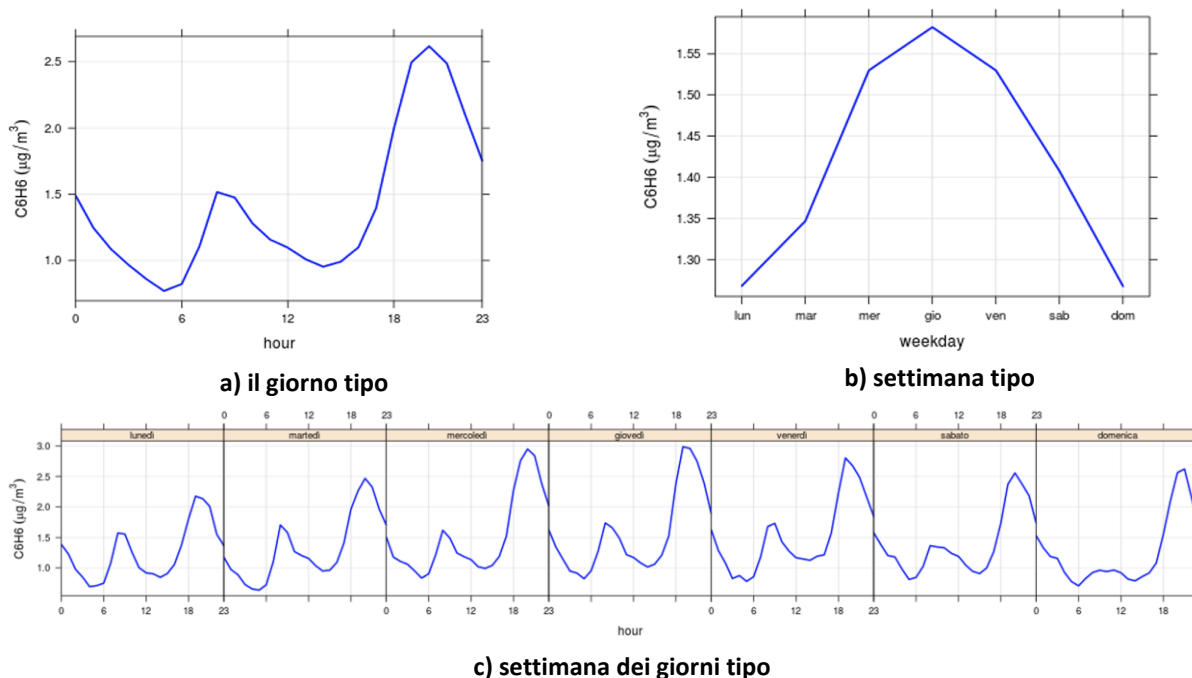 2.5
2.0
1.5
1.0
C6H6 (μg/m³)
0 6 12 18 23
hour
a) il giorno tipo
1.55
1.50
1.45
1.40
1.35
1.30
C6H6 (μg/m³)
lun mar mer gio ven sab dom
weekday
b) settimana tipo
0 6 12 18 23 0 6 12 18 23 0 6 12 18 23
lunedì martedì mercoledì giovedì venerdì sabato domenica
3.0
2.5
2.0
1.5
1.0
C6H6 (μg/m³)
0 6 12 18 23 0 6 12 18 23 0 6 12 18 23 0 6 12 18
hour
c) settimana dei giorni tipo